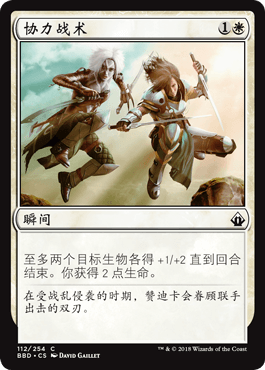 协力战术 1
瞬间
至多两个目标生物各得 +1/+2 直到回合
结束。你获得 2 点生命。
在受战乱侵袭的时期，赞迪卡会眷顾联手
出击的双刃。
112/254 C
BBD • CS DAVID GAILLET
™ & © 2018 Wizards of the Coast